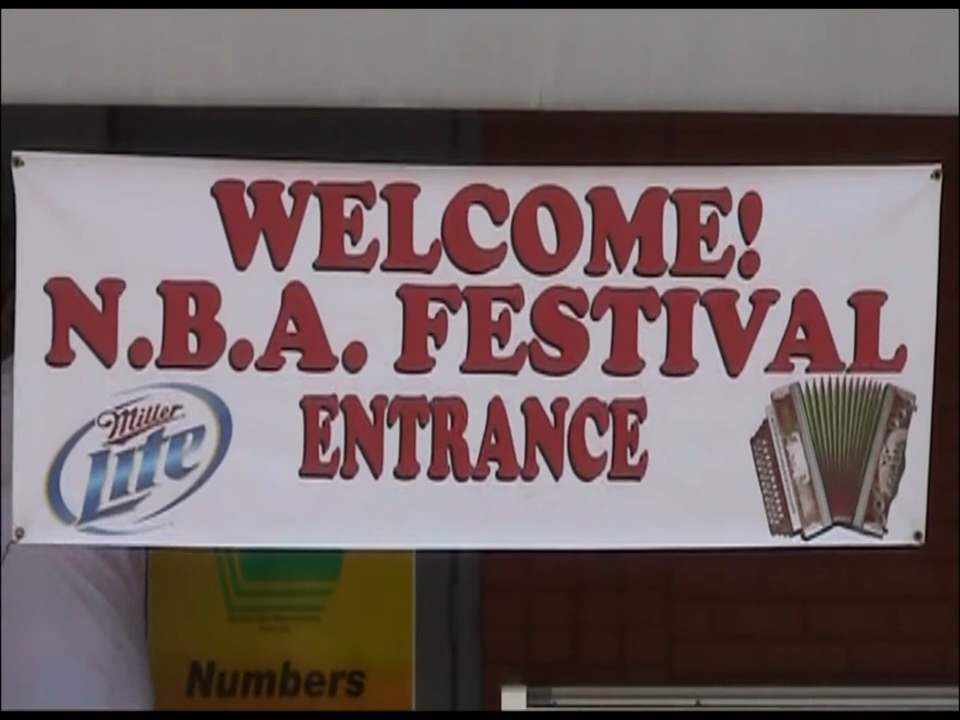 WELCOME!
N.B.A. FESTIVAL
ENTRANCE
Miller
Lite
Numbers